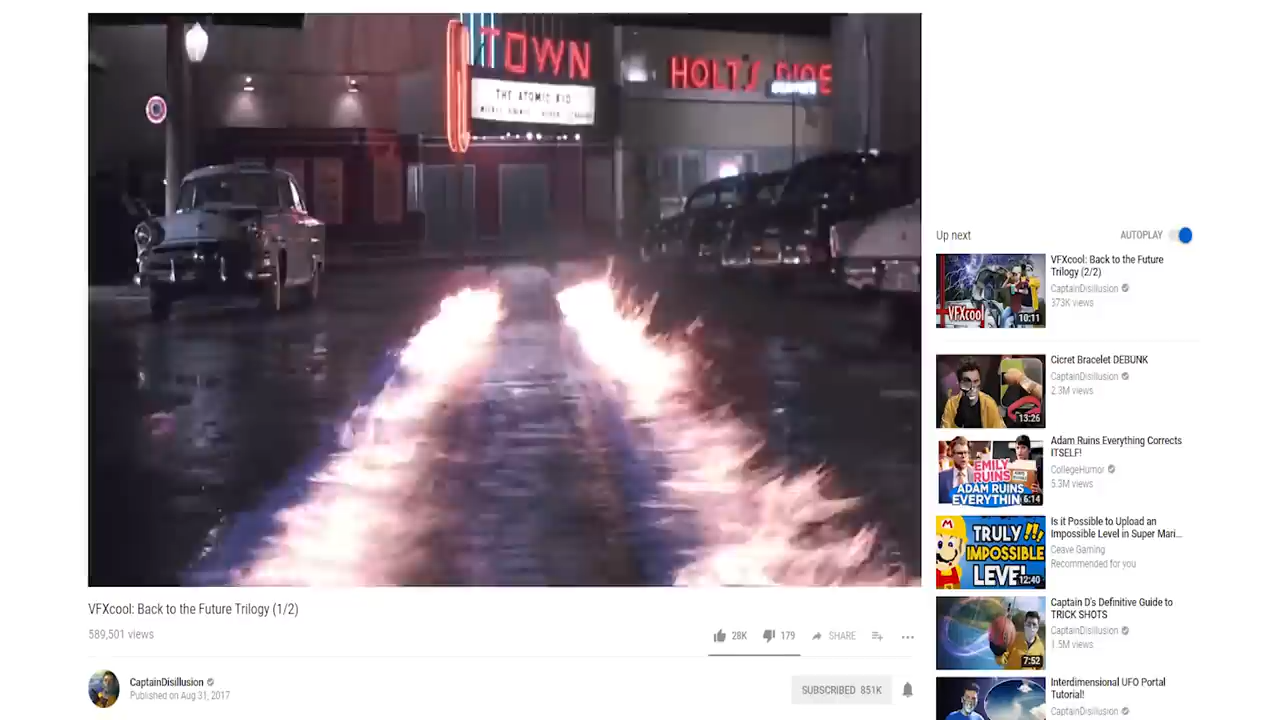 TOWN
HOLT'S DINE
THE ATOMIC KID
VFXcool: Back to the Future Trilogy (1/2)
589,501 views
28K
179
SHARE
CaptainDisillusion
Published on Aug 31, 2017
SUBSCRIBED 851K
Up next
AUTOPLAY
VFXcool
10:11
VFXcool: Back to the Future
Trilogy (2/2)
CaptainDisillusion
373K views
13:26
Cicret Bracelet DEBUNK
CaptainDisillusion
2.3M views
EMILY
RUINS
ADAM RUINS
EVERYTHIN
6:14
Adam Ruins Everything Corrects
ITSELF!
CollegeHumor
5.3M views
M
TRULY !!
IMPOSSIBLE
LEVEL
12:40
Is it Possible to Upload an
Impossible Level in Super Mari...
Ceave Gaming
Recommended for you
7:52
Captain D's Definitive Guide to
TRICK SHOTS
CaptainDisillusion
1.5M views
Interdimensional UFO Portal
Tutorial!
CaptainDisillusion